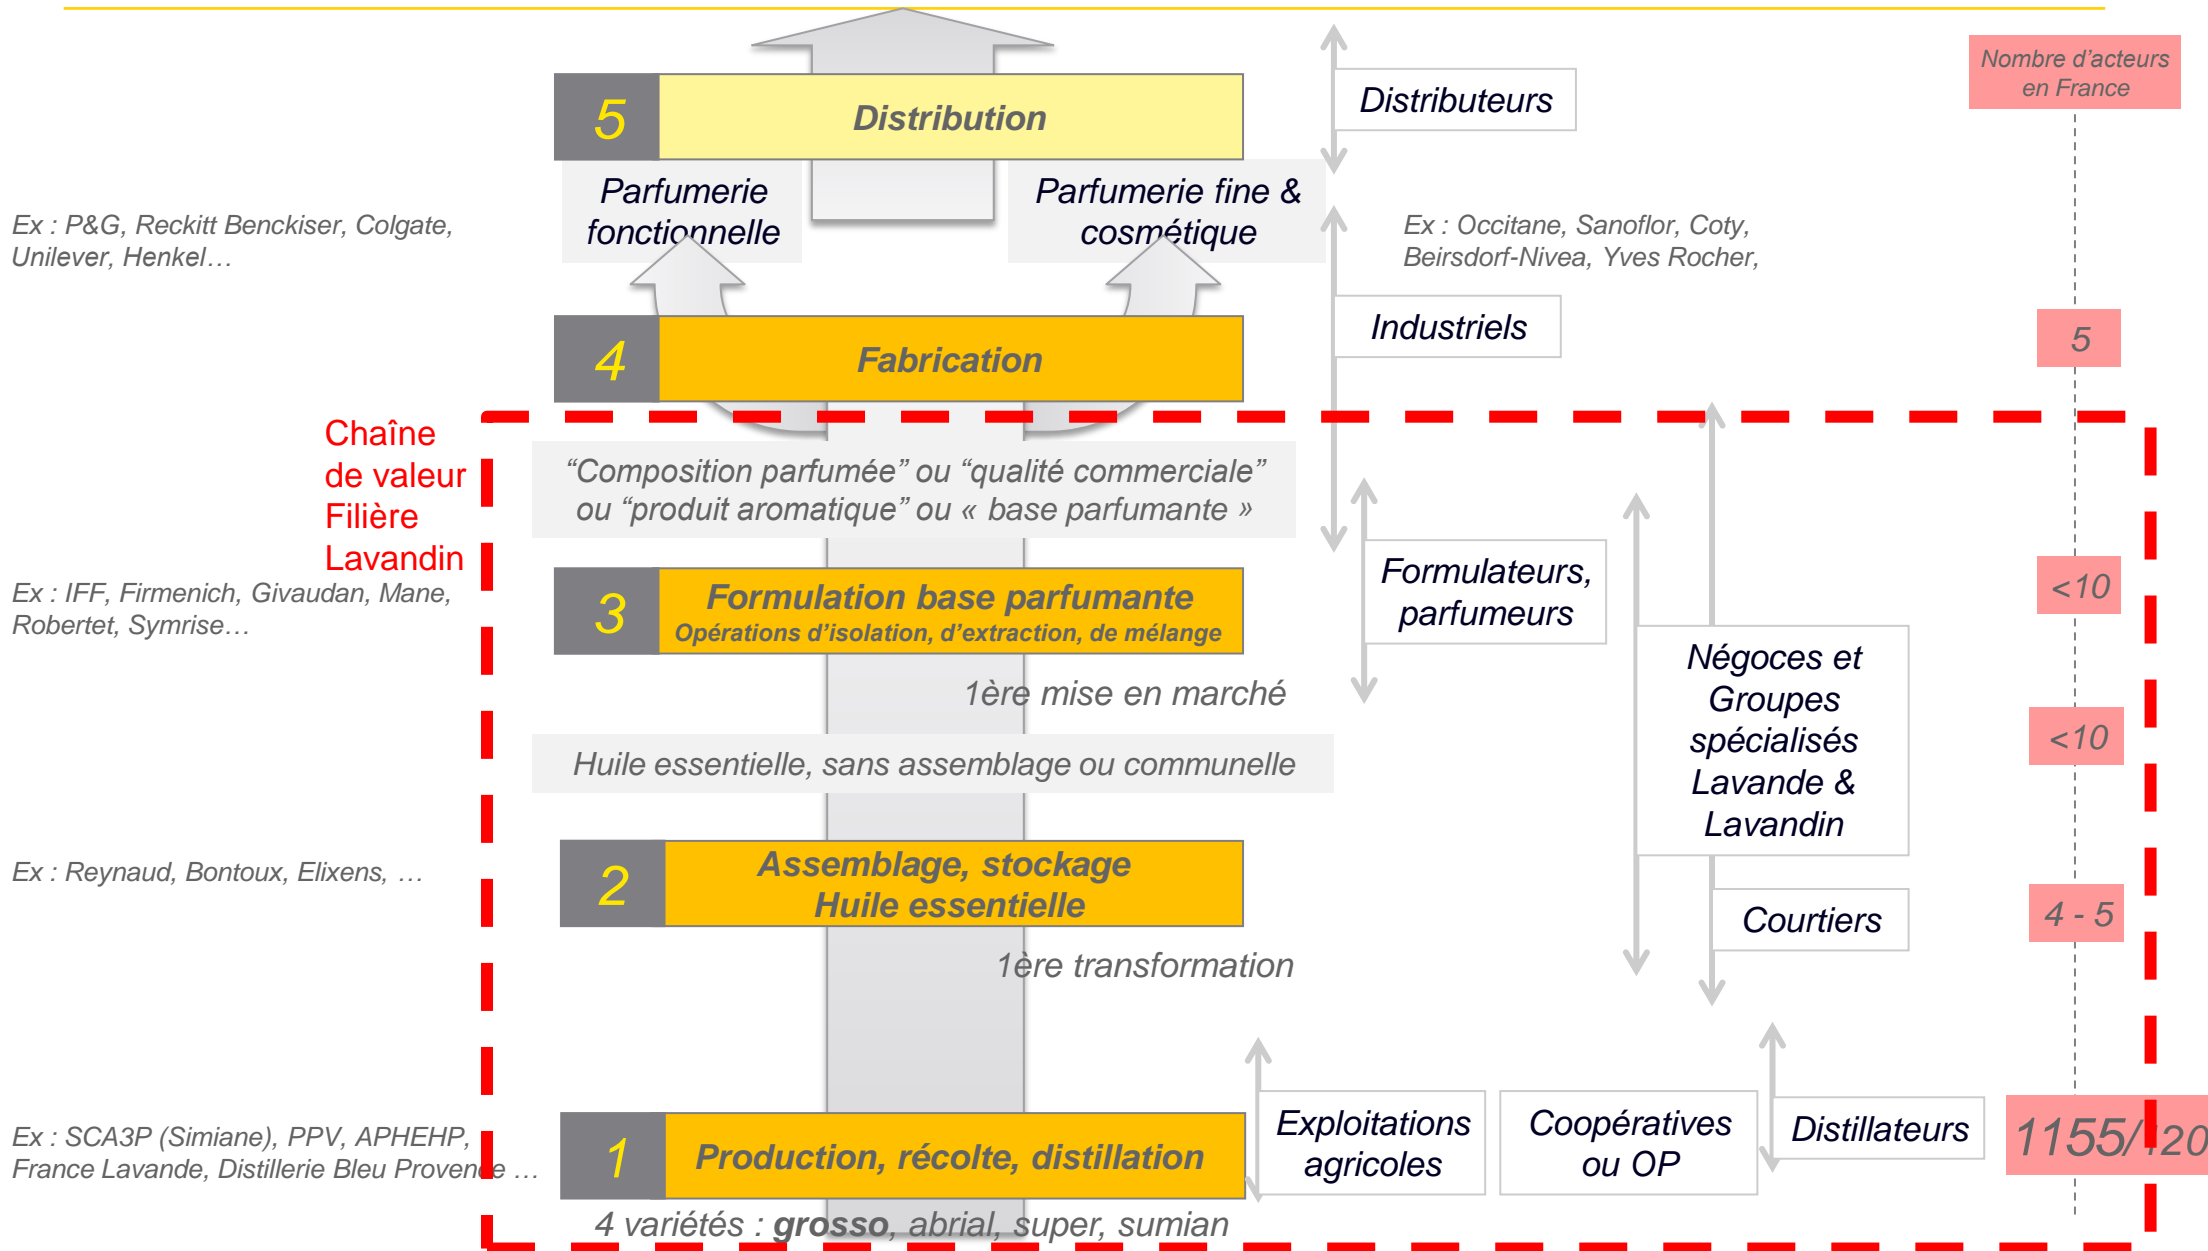 Nombre d'acteurs
en France
5
Distribution
Distributeurs
Parfumerie
fonctionnelle
Parfumerie fine &
cosmétique
Ex : P&G, Reckitt Benckiser, Colgate,
Unilever, Henkel…
Ex : Occitane, Sanoflor, Coty,
Beirsdorf-Nivea, Yves Rocher,
4
Fabrication
Industriels
5
Chaîne
de valeur
Filière
Lavandin
“Composition parfumée” ou “qualité commerciale”
ou “produit aromatique” ou « base parfumante »
Ex : IFF, Firmenich, Givaudan, Mane,
Robertet, Symrise…
3
Formulation base parfumante
Opérations d’isolation, d’extraction, de mélange
Formulateurs,
parfumeurs
<10
1ère mise en marché
Négoces et
Groupes
spécialisés
Lavande &
Lavandin
<10
Huile essentielle, sans assemblage ou communelle
Ex : Reynaud, Bontoux, Elixens, …
2
Assemblage, stockage
Huile essentielle
Courtiers
4 - 5
1ère transformation
Ex : SCA3P (Simiane), PPV, APHEHP,
France Lavande, Distillerie Bleu Provence …
1
Production, récolte, distillation
Exploitations
agricoles
Coopératives
ou OP
Distillateurs
1155/120
4 variétés : grosso, abrial, super, sumian